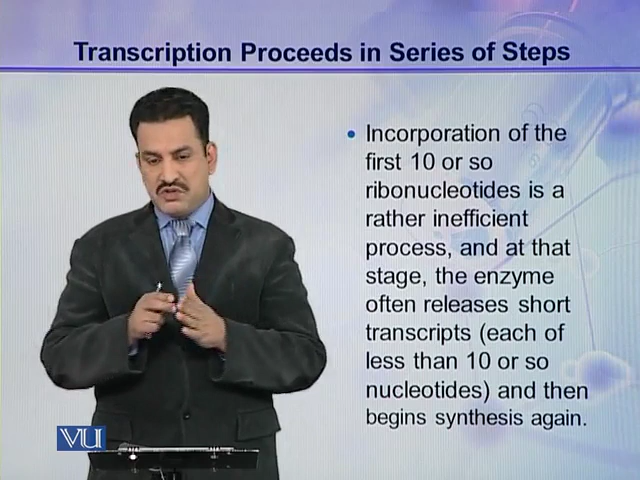 Transcription Proceeds in Series of Steps
• Incorporation of the
first 10 or so
ribonucleotides is a
rather inefficient
process, and at that
stage, the enzyme
often releases short
transcripts (each of
less than 10 or so
nucleotides) and then
begins synthesis again.
VU